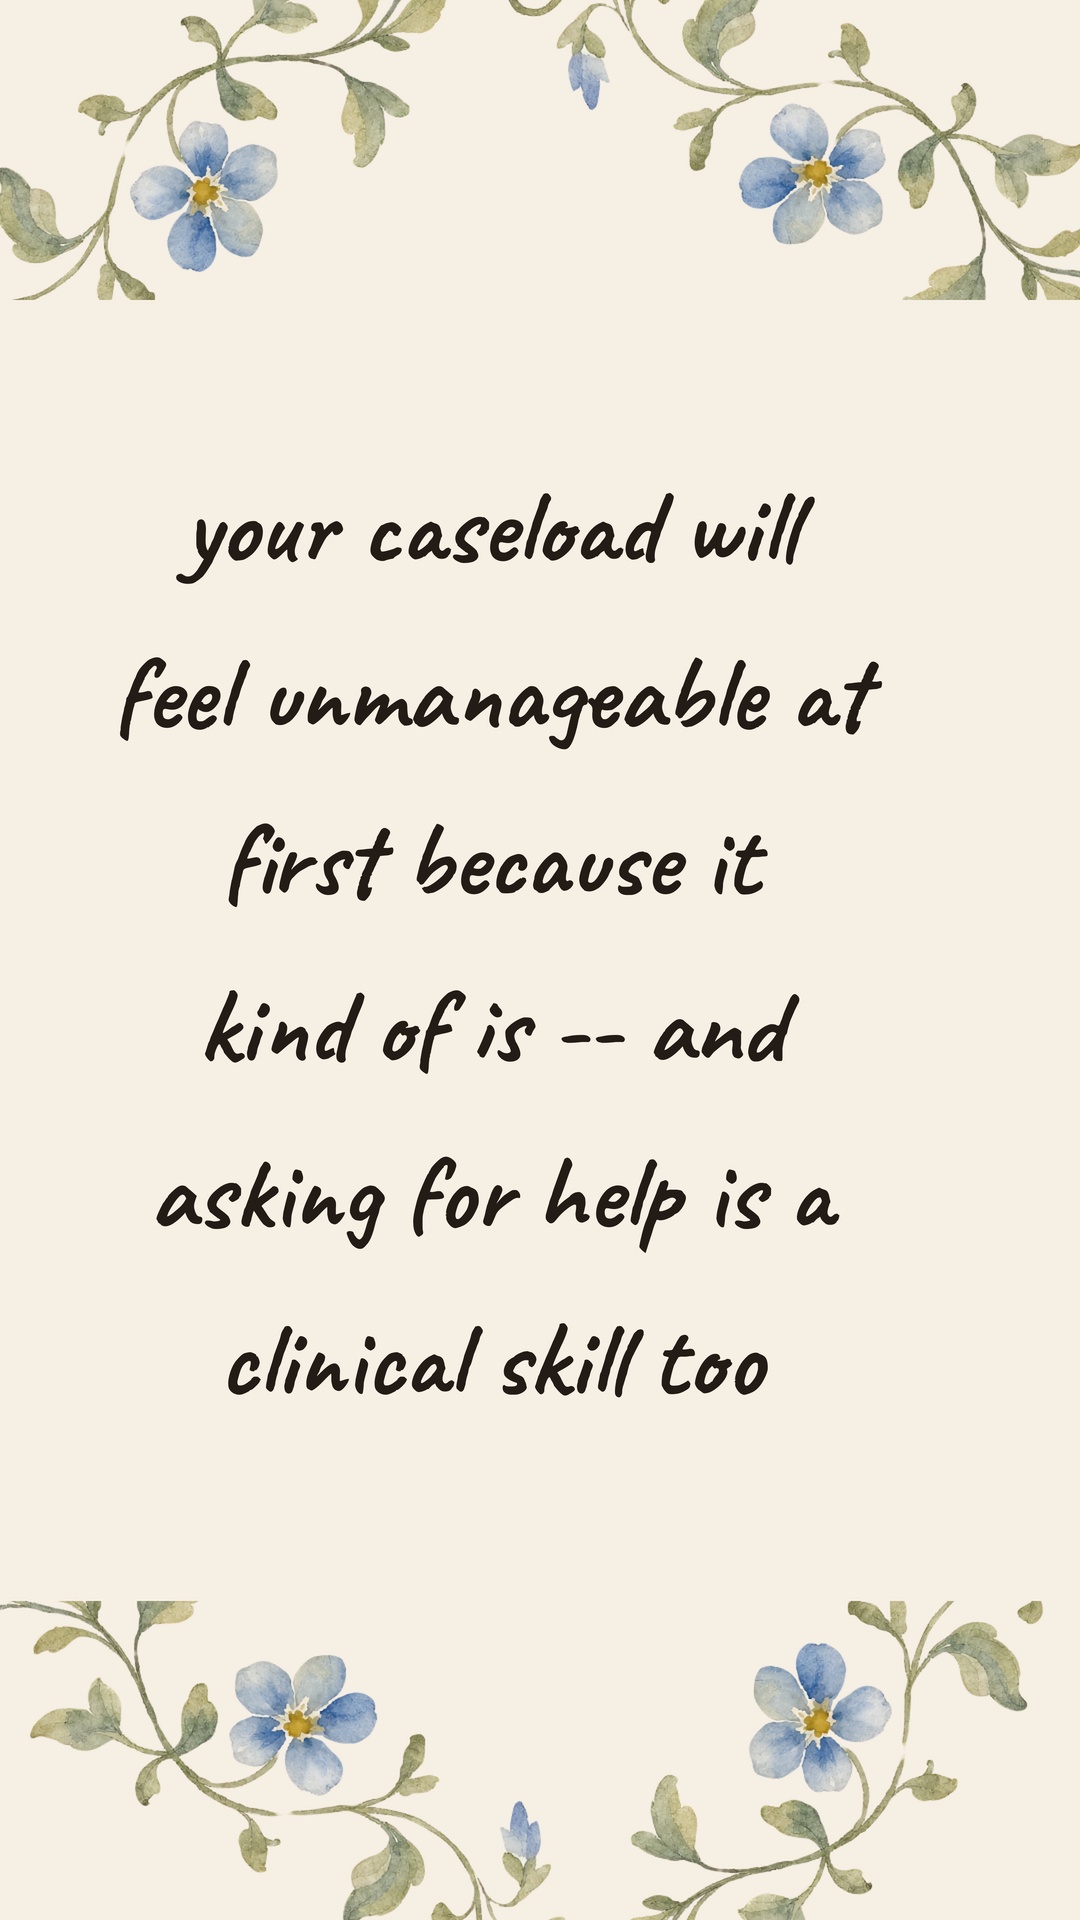 your caseload will
feel unmanageable at
first because it
kind of is -- and
asking for help is a
clinical skill too